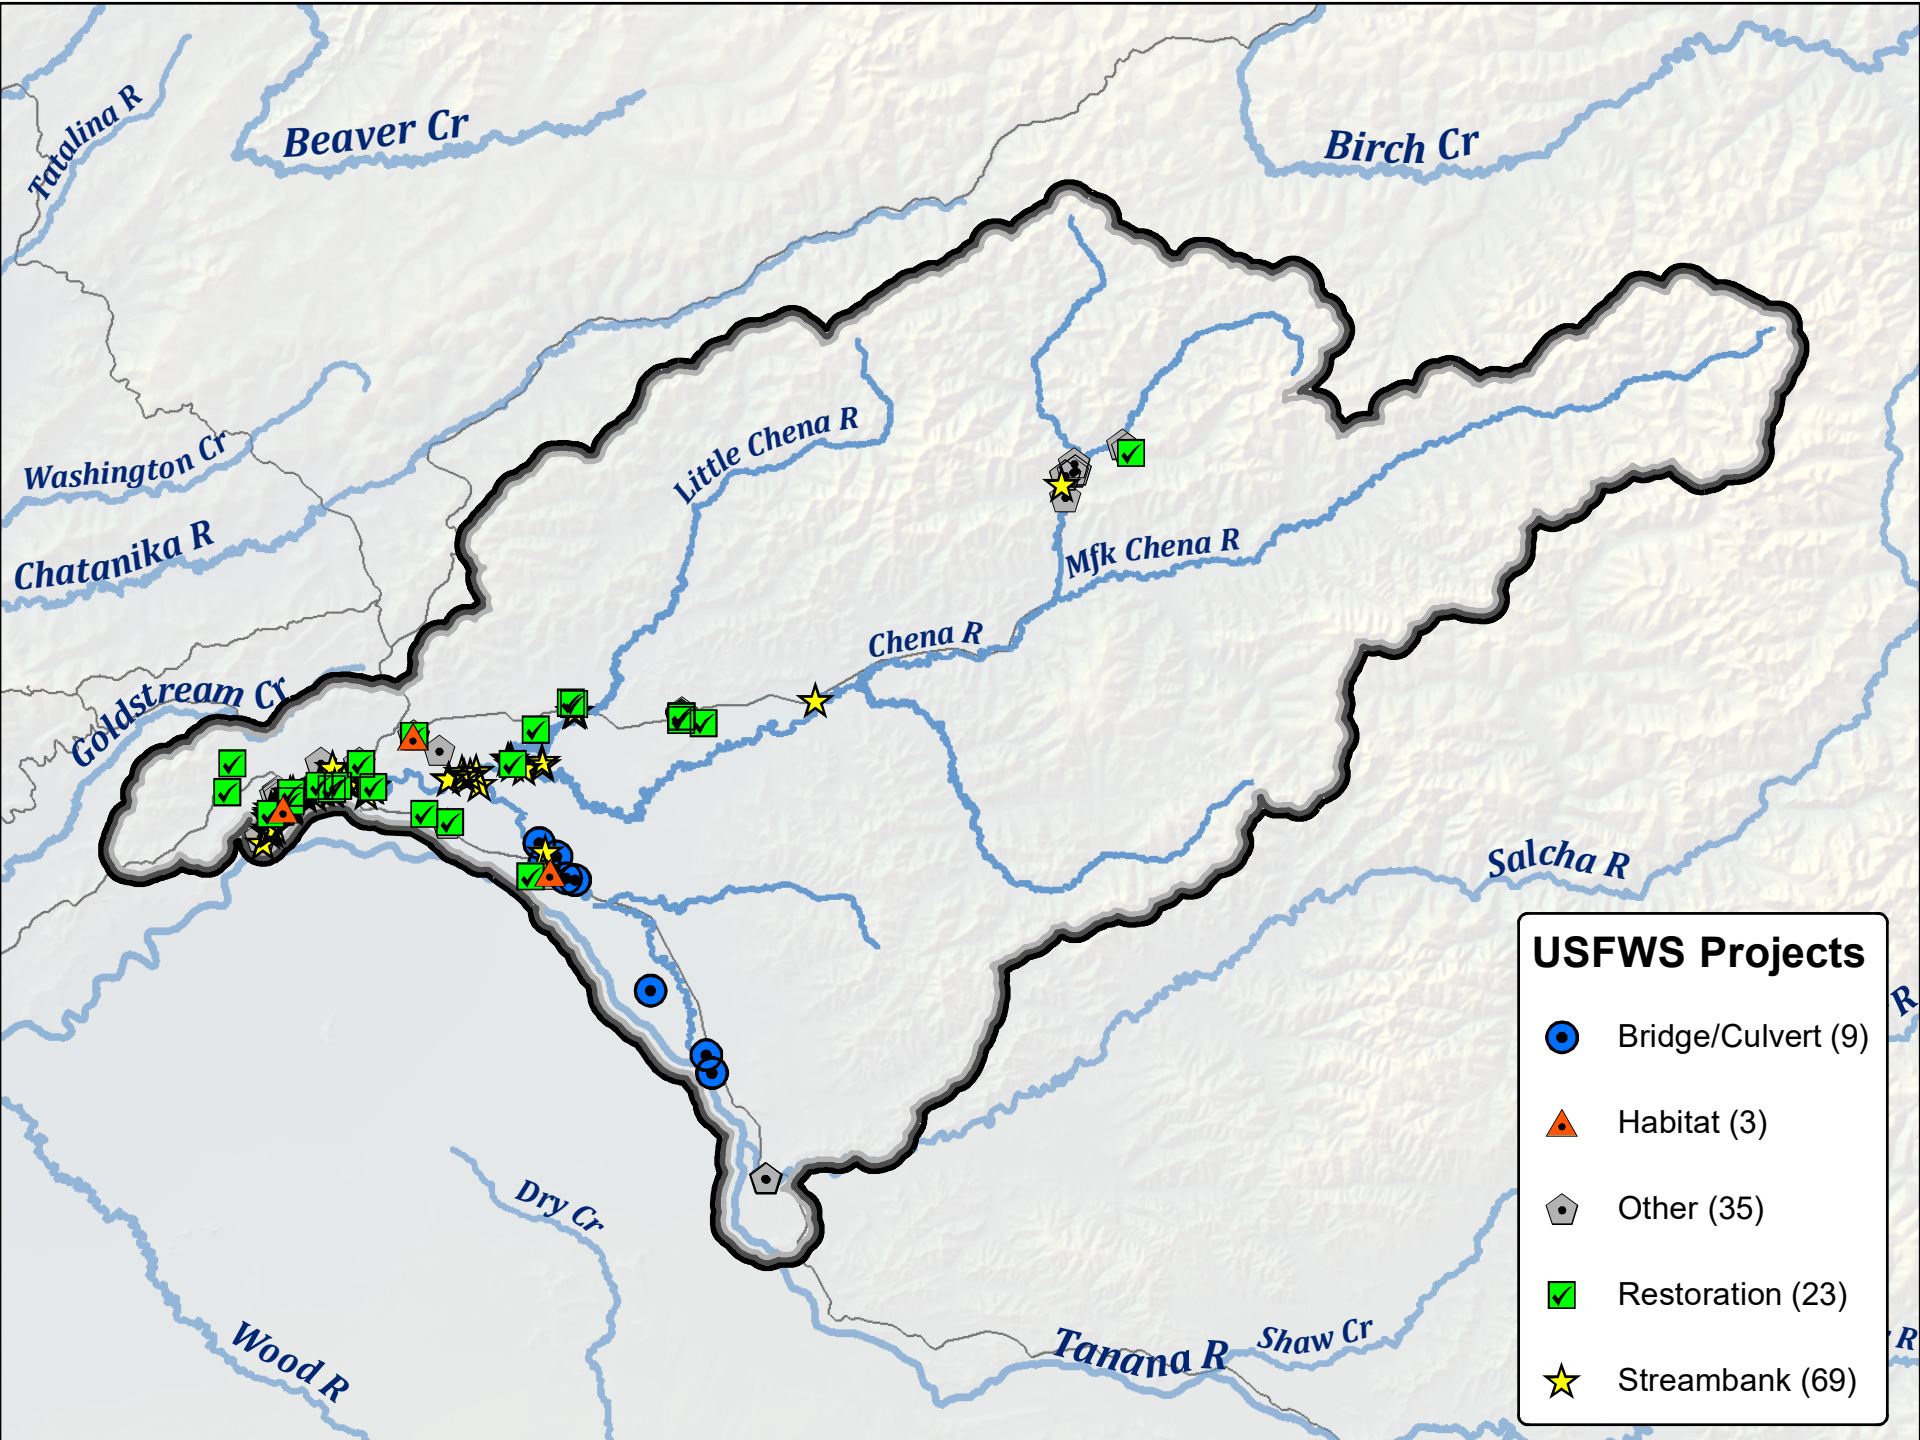 Tatalina R
Beaver Cr
Birch Cr
Little Chena R
Washington Cr
Chatanika R
Mfk Chena R
Chena R
Goldstream Cr
Salcha R
R
Dry Cr
Wood R
Tanana R
Shaw Cr
R
USFWS Projects
Bridge/Culvert (9)
Habitat (3)
Other (35)
Restoration (23)
Streambank (69)